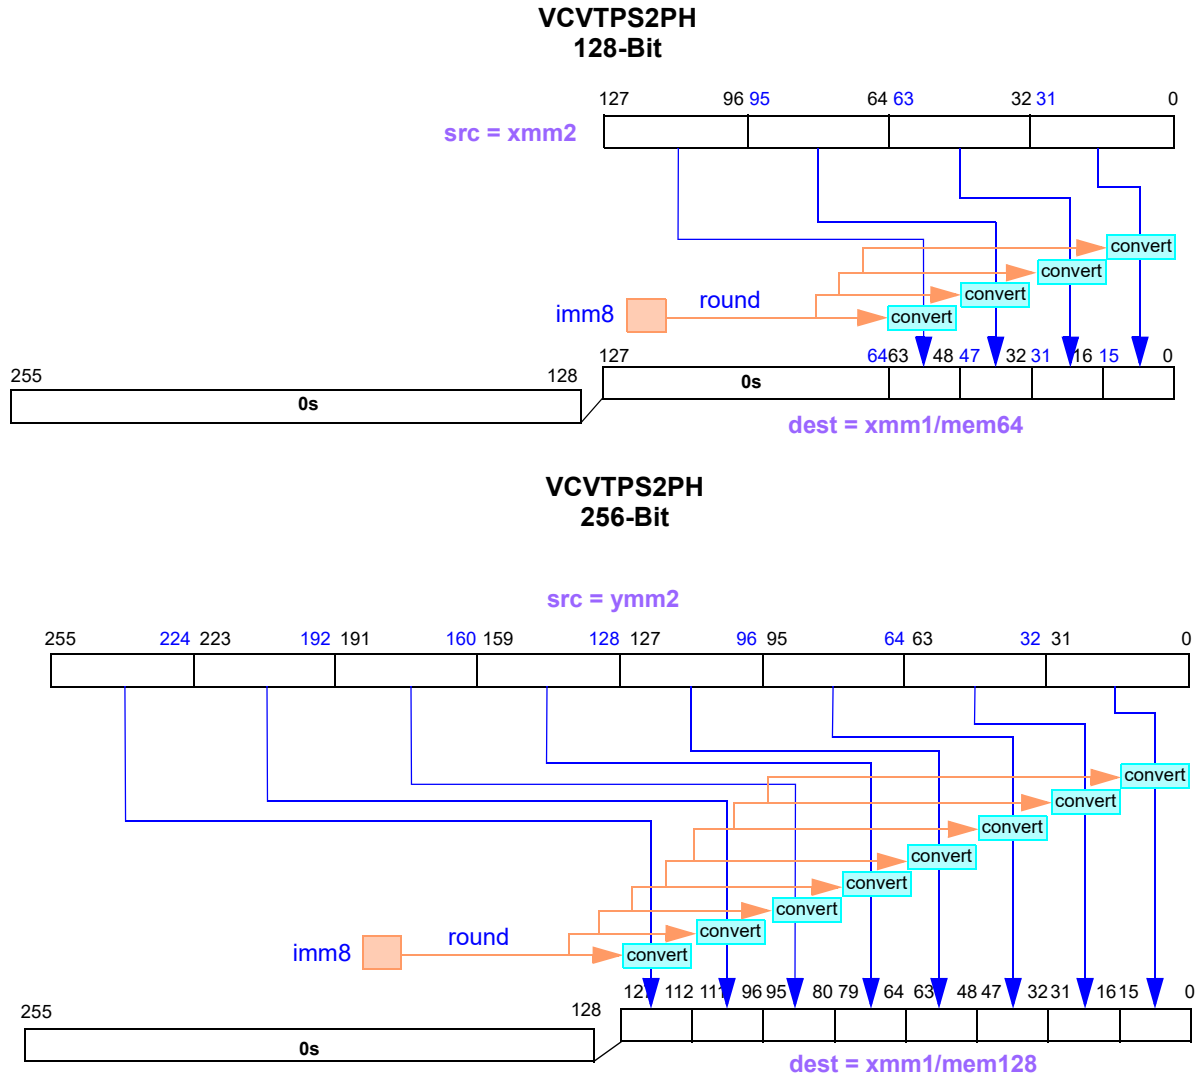 VCVTPS2PH
128-Bit
127 96 95 64 63 32 31 0
src = xmm2
convert
convert
convert
imm8 round convert
127 64 63 48 47 32 31 16 15 0
255 128
0s
0s
dest = xmm1/mem64
VCVTPS2PH
256-Bit
src = ymm2
255 224 223 192 191 160 159 128 127 96 95 64 63 32 31 0
convert
convert
convert
convert
convert
convert
convert
imm8 round convert
127 112 111 96 95 80 79 64 63 48 47 32 31 16 15 0
255 128
0s
dest = xmm1/mem128